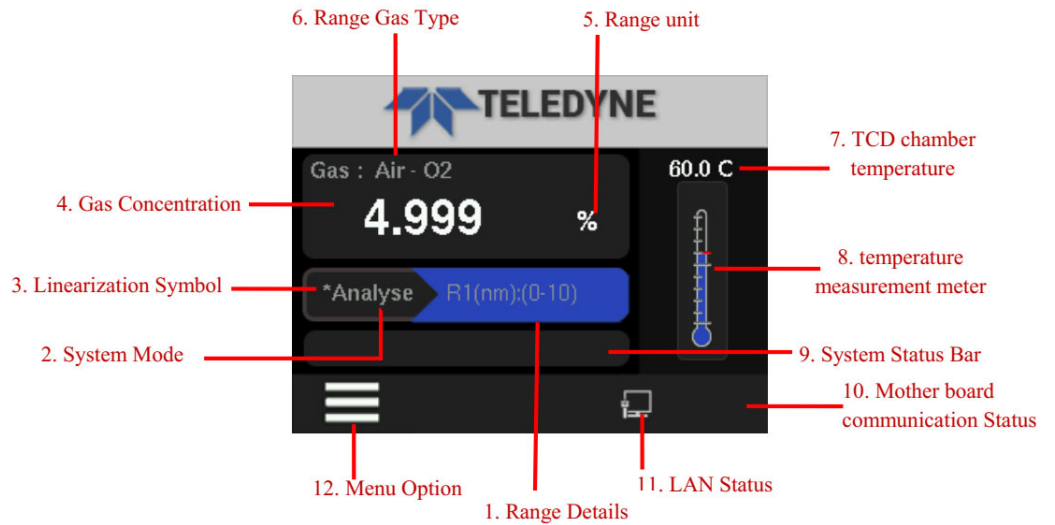 6. Range Gas Type
5. Range unit
TELEDYNE
7. TCD chamber
temperature
Gas : Air - O2
60.0 C
4. Gas Concentration
4.999 %
8. temperature
measurement meter
3. Linearization Symbol
*Analyse R1(nm):(0-10)
2. System Mode
9. System Status Bar
10. Mother board
communication Status
12. Menu Option
11. LAN Status
1. Range Details